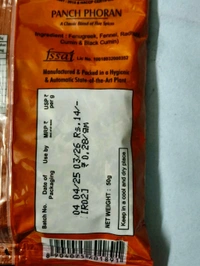 PANCH PHORAN
A Classic Blend of Five Spices
Ingredients : Fenugreek, Fennel,
Cumin & Black Cumin)
fssai
Manufactured & Packed in a Hygienic
& Automatic State-of-the-Art Plant
Batch No.
Date of
Packaging
Use by
MRP ₹
USP ₹
per g
04 04/25 03/26 Rs.14/-
[R02] ₹ 0.28/GM
NET WEIGHT : 50g
Keep in a cool and dry place.